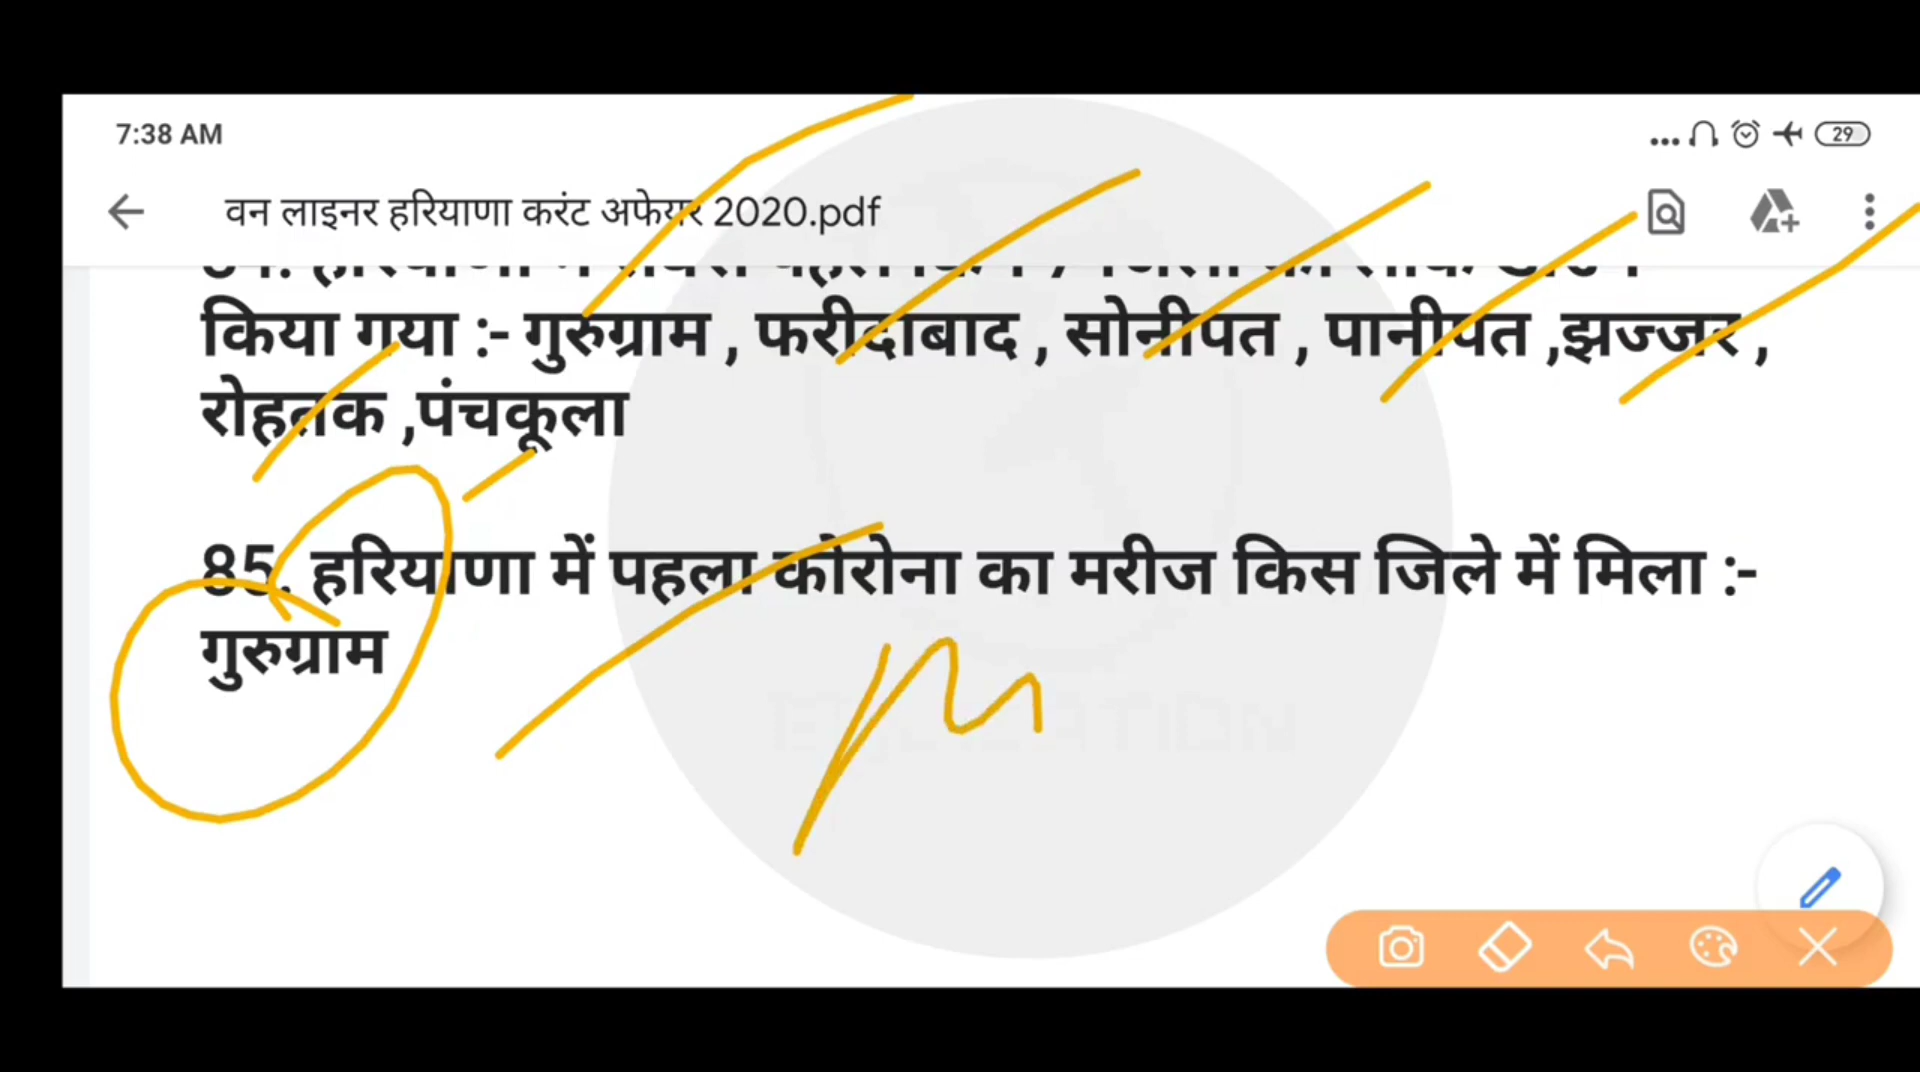 7:38 AM
29
वन लाइनर हरियाणा करंट अफेयर 2020.pdf
किया गया :- गुरुग्राम , फरीदाबाद , सोनीपत , पानीपत ,झज्जर ,
रोहतक ,पंचकूला
85. हरियाणा में पहला कोरोना का मरीज किस जिले में मिला :-
गुरुग्राम